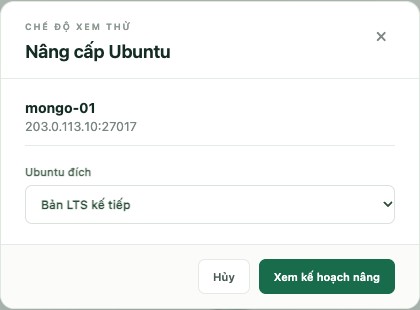 CHẾ ĐỘ XEM THỬ
Nâng cấp Ubuntu
×
mongo-01
203.0.113.10:27017
Ubuntu đích
Bản LTS kế tiếp
Hủy
Xem kế hoạch nâng